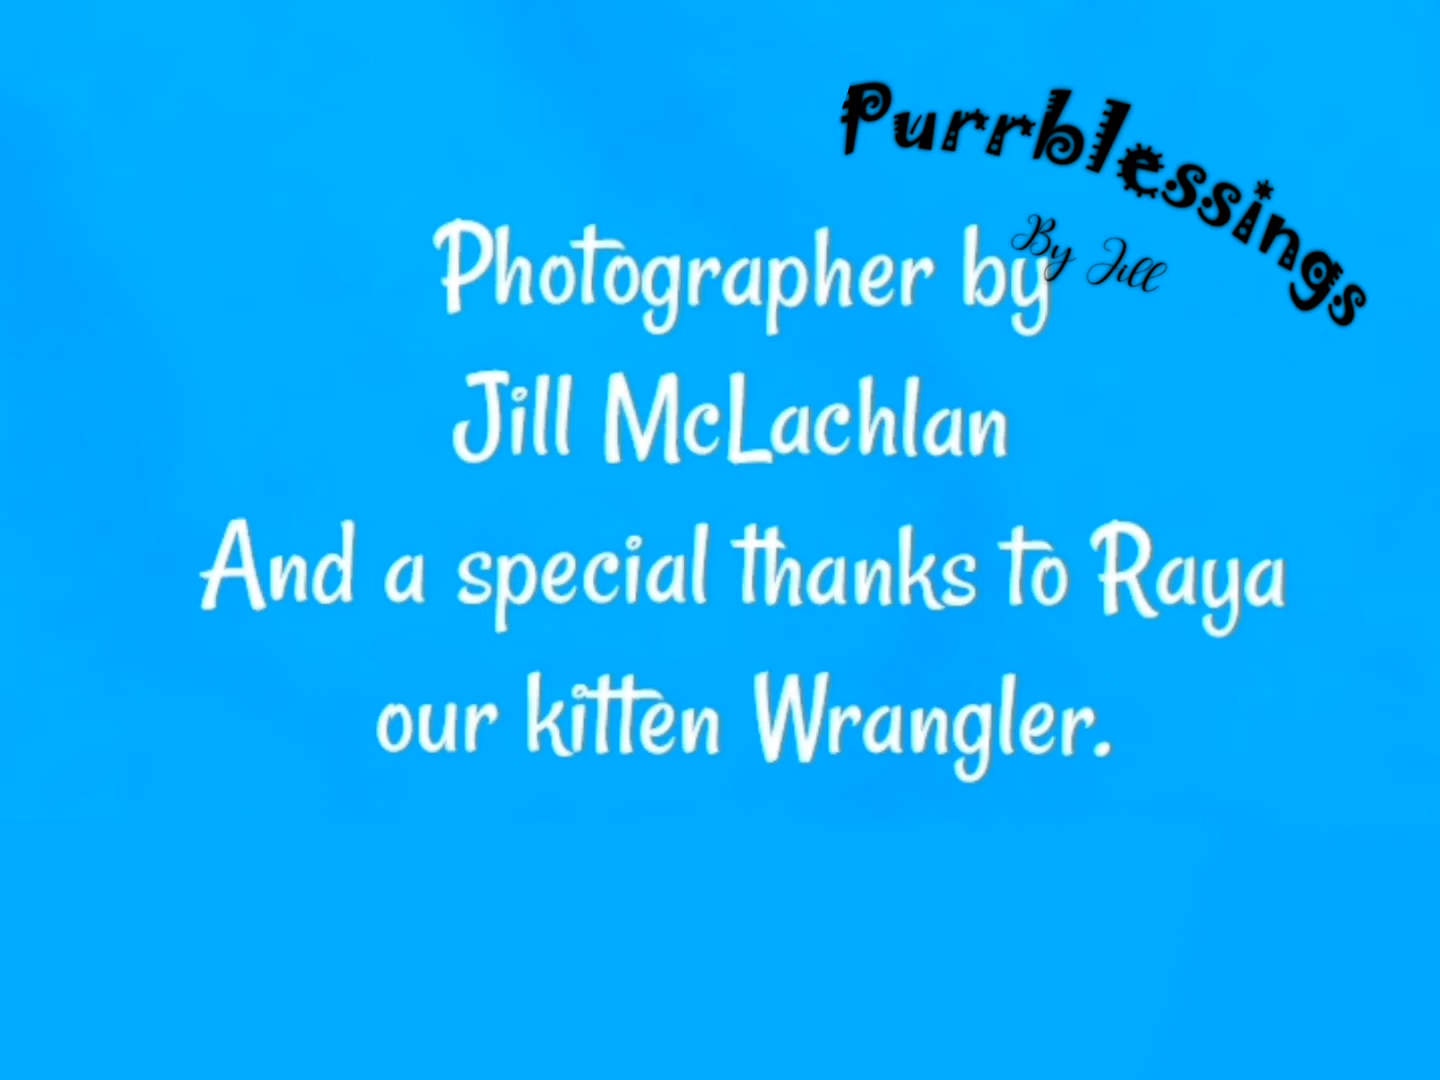 Purrblessings
By Jill
Photographer by
Jill McLachlan
And a special thanks to Raya
our kitten Wrangler.